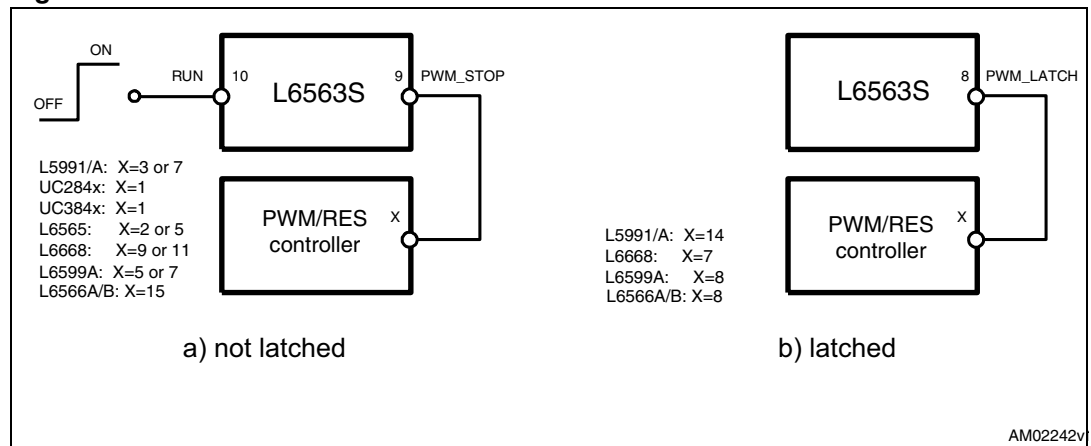 ON
OFF
RUN
10
L6563S
9
PWM_STOP
L5991/A: X=3 or 7
UC284x: X=1
UC384x: X=1
L6565: X=2 or 5
L6668: X=9 or 11
L6599A: X=5 or 7
L6566A/B: X=15
PWM/RES
controller
X
a) not latched
L6563S
8
PWM_LATCH
L5991/A: X=14
L6668: X=7
L6599A: X=8
L6566A/B: X=8
PWM/RES
controller
X
b) latched